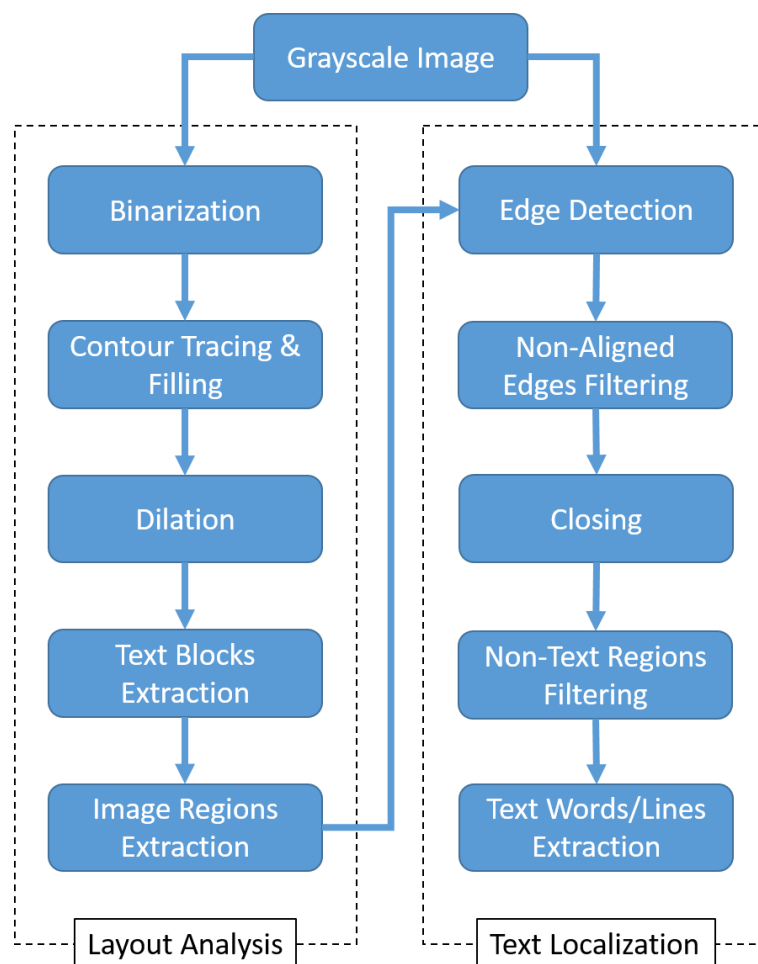 Grayscale Image
Binarization
Contour Tracing &
Filling
Dilation
Text Blocks
Extraction
Image Regions
Extraction
Layout Analysis
Edge Detection
Non-Aligned
Edges Filtering
Closing
Non-Text Regions
Filtering
Text Words/Lines
Extraction
Text Localization